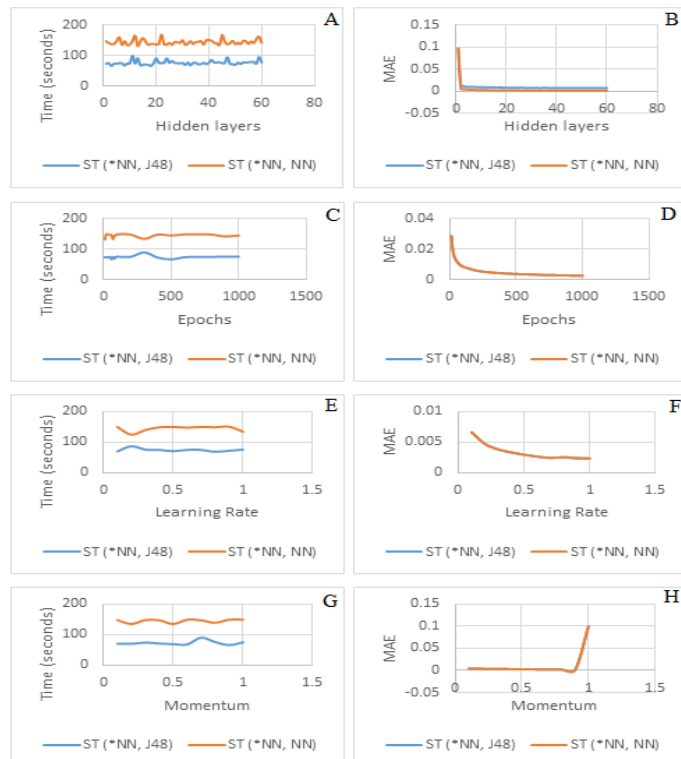 A
Time (seconds)
200
100
0
0 20 40 60 80
Hidden layers
ST (*NN, J48) ST (*NN, NN)
B
MAE
0.15
0.1
0.05
0
-0.05
0 20 40 60 80
Hidden layers
ST (*NN, J48) ST (*NN, NN)
C
Time (seconds)
200
100
0
0 500 1000 1500
Epochs
ST (*NN, J48) ST (*NN, NN)
D
MAE
0.04
0.02
0
0 500 1000 1500
Epochs
ST (*NN, J48) ST (*NN, NN)
E
Time (seconds)
200
100
0
0 0.5 1 1.5
Learning Rate
ST (*NN, J48) ST (*NN, NN)
F
MAE
0.01
0.005
0
0 0.5 1 1.5
Learning Rate
ST (*NN, J48) ST (*NN, NN)
G
Time (seconds)
200
100
0
0 0.5 1 1.5
Momentum
ST (*NN, J48) ST (*NN, NN)
H
MAE
0.15
0.1
0.05
0
-0.05
0 0.5 1 1.5
Momentum
ST (*NN, J48) ST (*NN, NN)